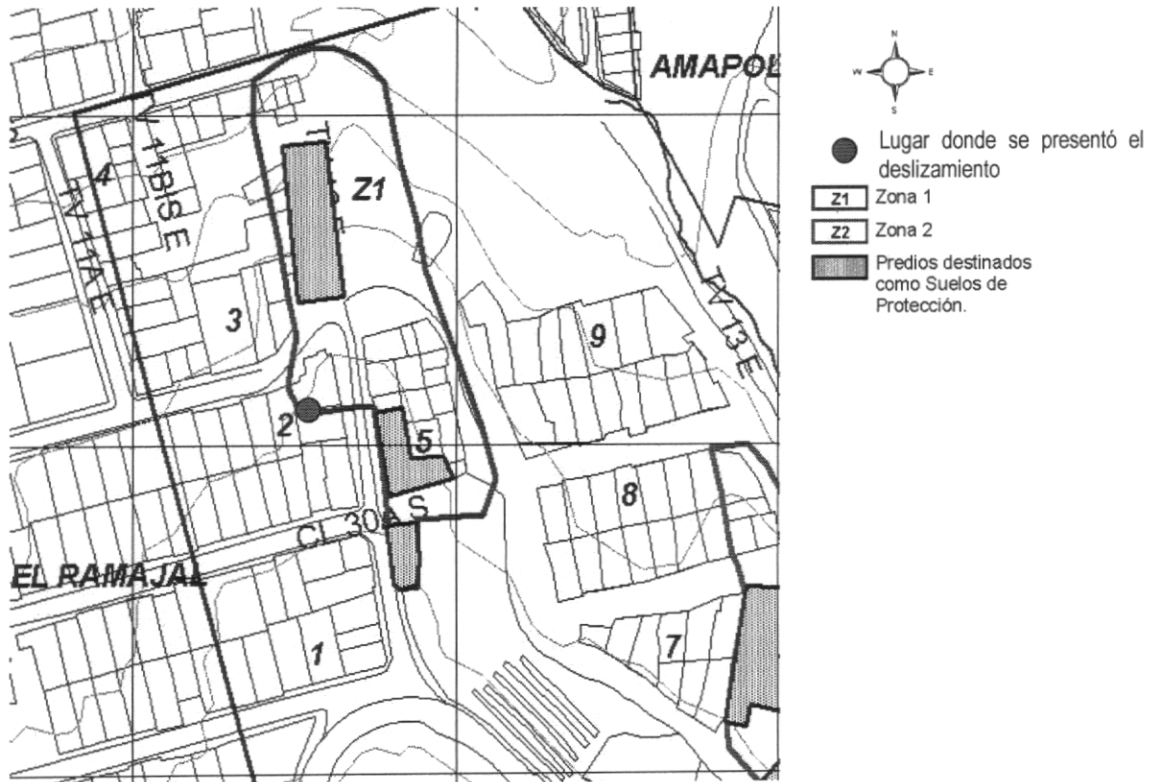 AMAPOL
TV 11BIS E
4
TV 11A E
Z1
3
9
TV 13 E
2
5
8
CL 30A S
EL RAMAJAL
7
1
N
W
E
S
Lugar donde se presentó el
deslizamiento
Z1 Zona 1
Z2 Zona 2
Predios destinados
como Suelos de
Protección.